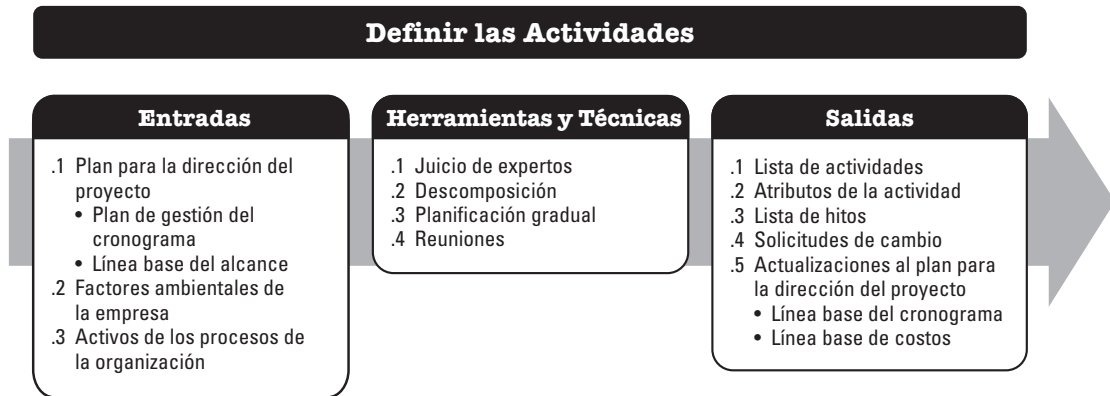 Definir las Actividades
Entradas
.1 Plan para la dirección del
proyecto
• Plan de gestión del
cronograma
• Línea base del alcance
.2 Factores ambientales de
la empresa
.3 Activos de los procesos de
la organización
Herramientas y Técnicas
.1 Juicio de expertos
.2 Descomposición
.3 Planificación gradual
.4 Reuniones
Salidas
.1 Lista de actividades
.2 Atributos de la actividad
.3 Lista de hitos
.4 Solicitudes de cambio
.5 Actualizaciones al plan para
la dirección del proyecto
• Línea base del cronograma
• Línea base de costos